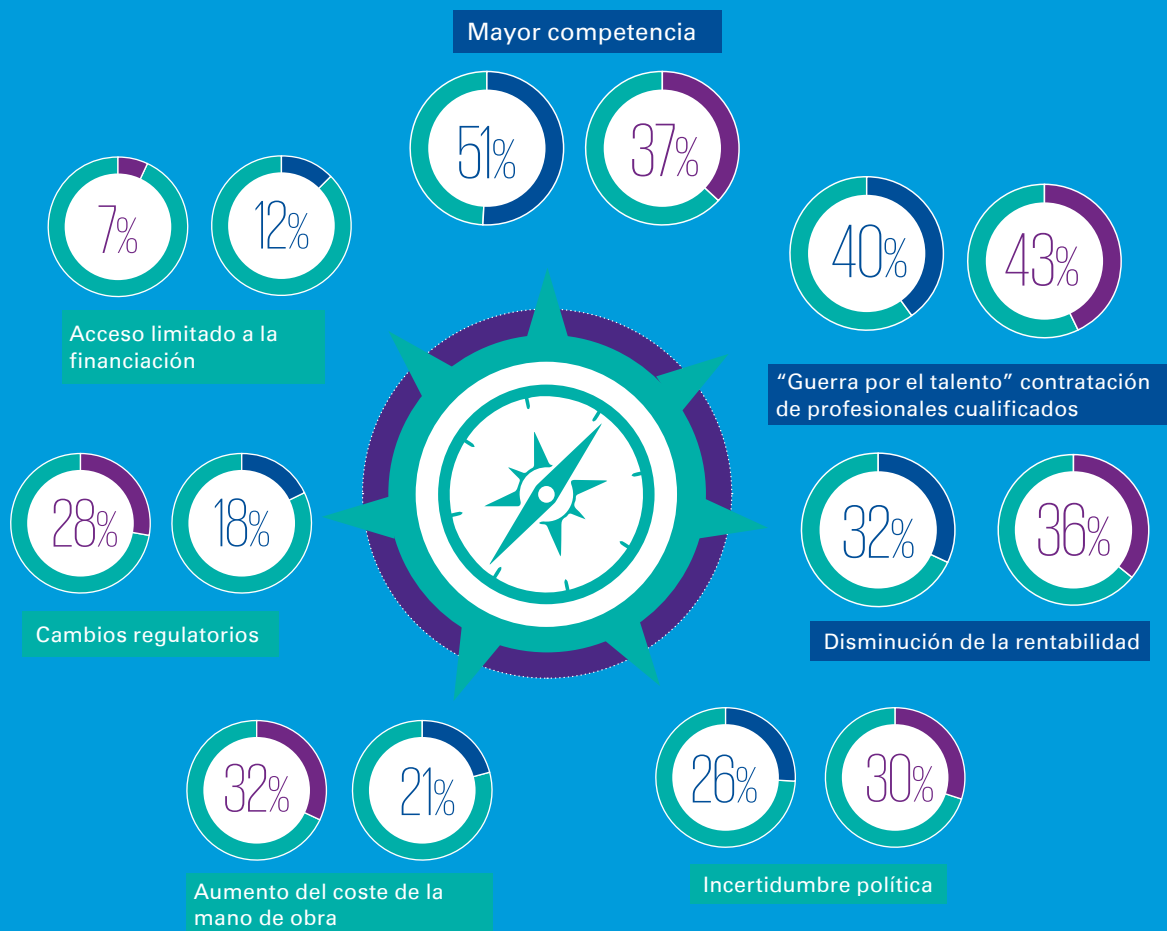 Mayor competencia
51%
37%
7%
12%
Acceso limitado a la
financiación
40%
43%
“Guerra por el talento” contratación
de profesionales cualificados
28%
18%
Cambios regulatorios
32%
36%
Disminución de la rentabilidad
32%
21%
Aumento del coste de la
mano de obra
26%
30%
Incertidumbre política